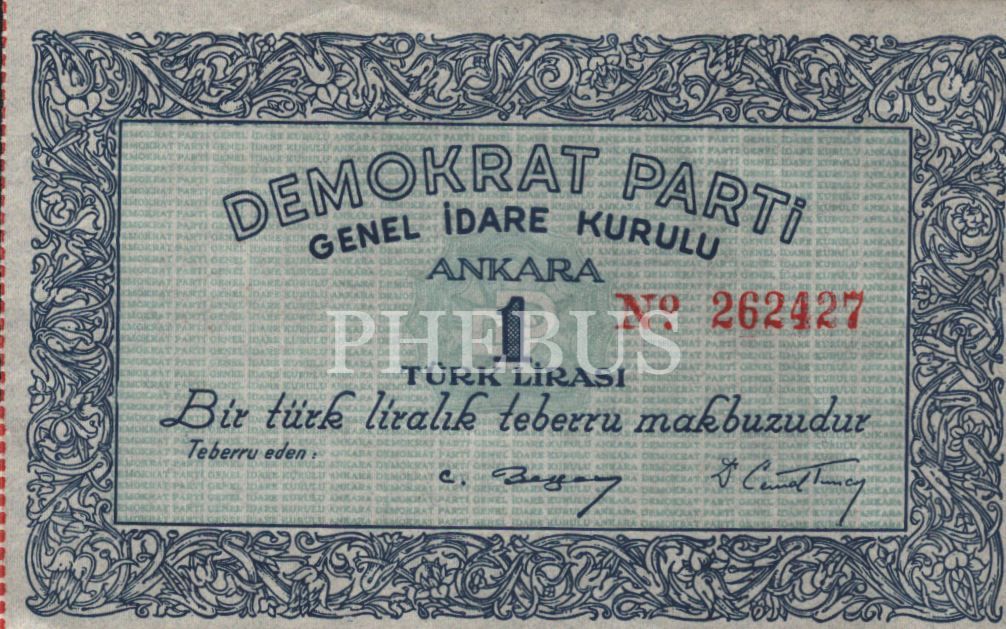 DEMOKRAT PARTi
GENEL İDARE KURULU
ANKARA
1
No. 262427
PHEBUS
TÜRK LİRASI
Bir türk liralık teberru makbuzudur
Teberru eden :